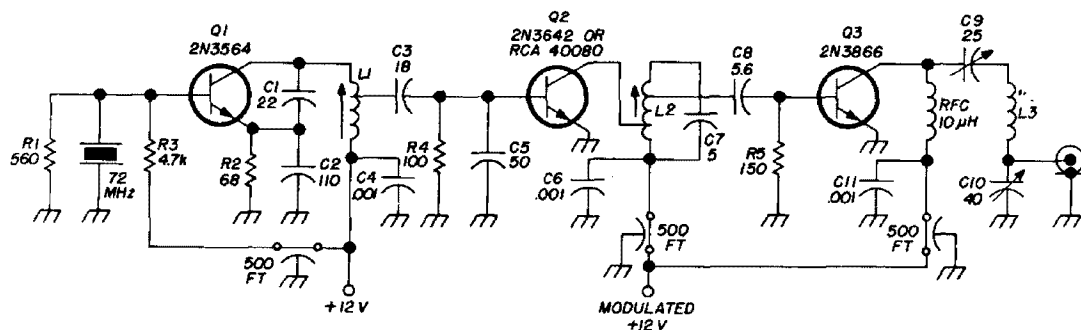 Q1
2N3564
Q2
2N3642 OR
RCA 40080
Q3
2N3866
C9
25
C3
18
L1
C1
22
C8
5.6
L2
C7
5
RFC
10 μH
L3
R1
560
72
MHz
R3
4.7k
R2
68
C2
110
C4
.001
R4
100
C5
50
C6
.001
R5
150
C11
.001
C10
40
500
FT
500
FT
500
FT
+12V
MODULATED
+12V